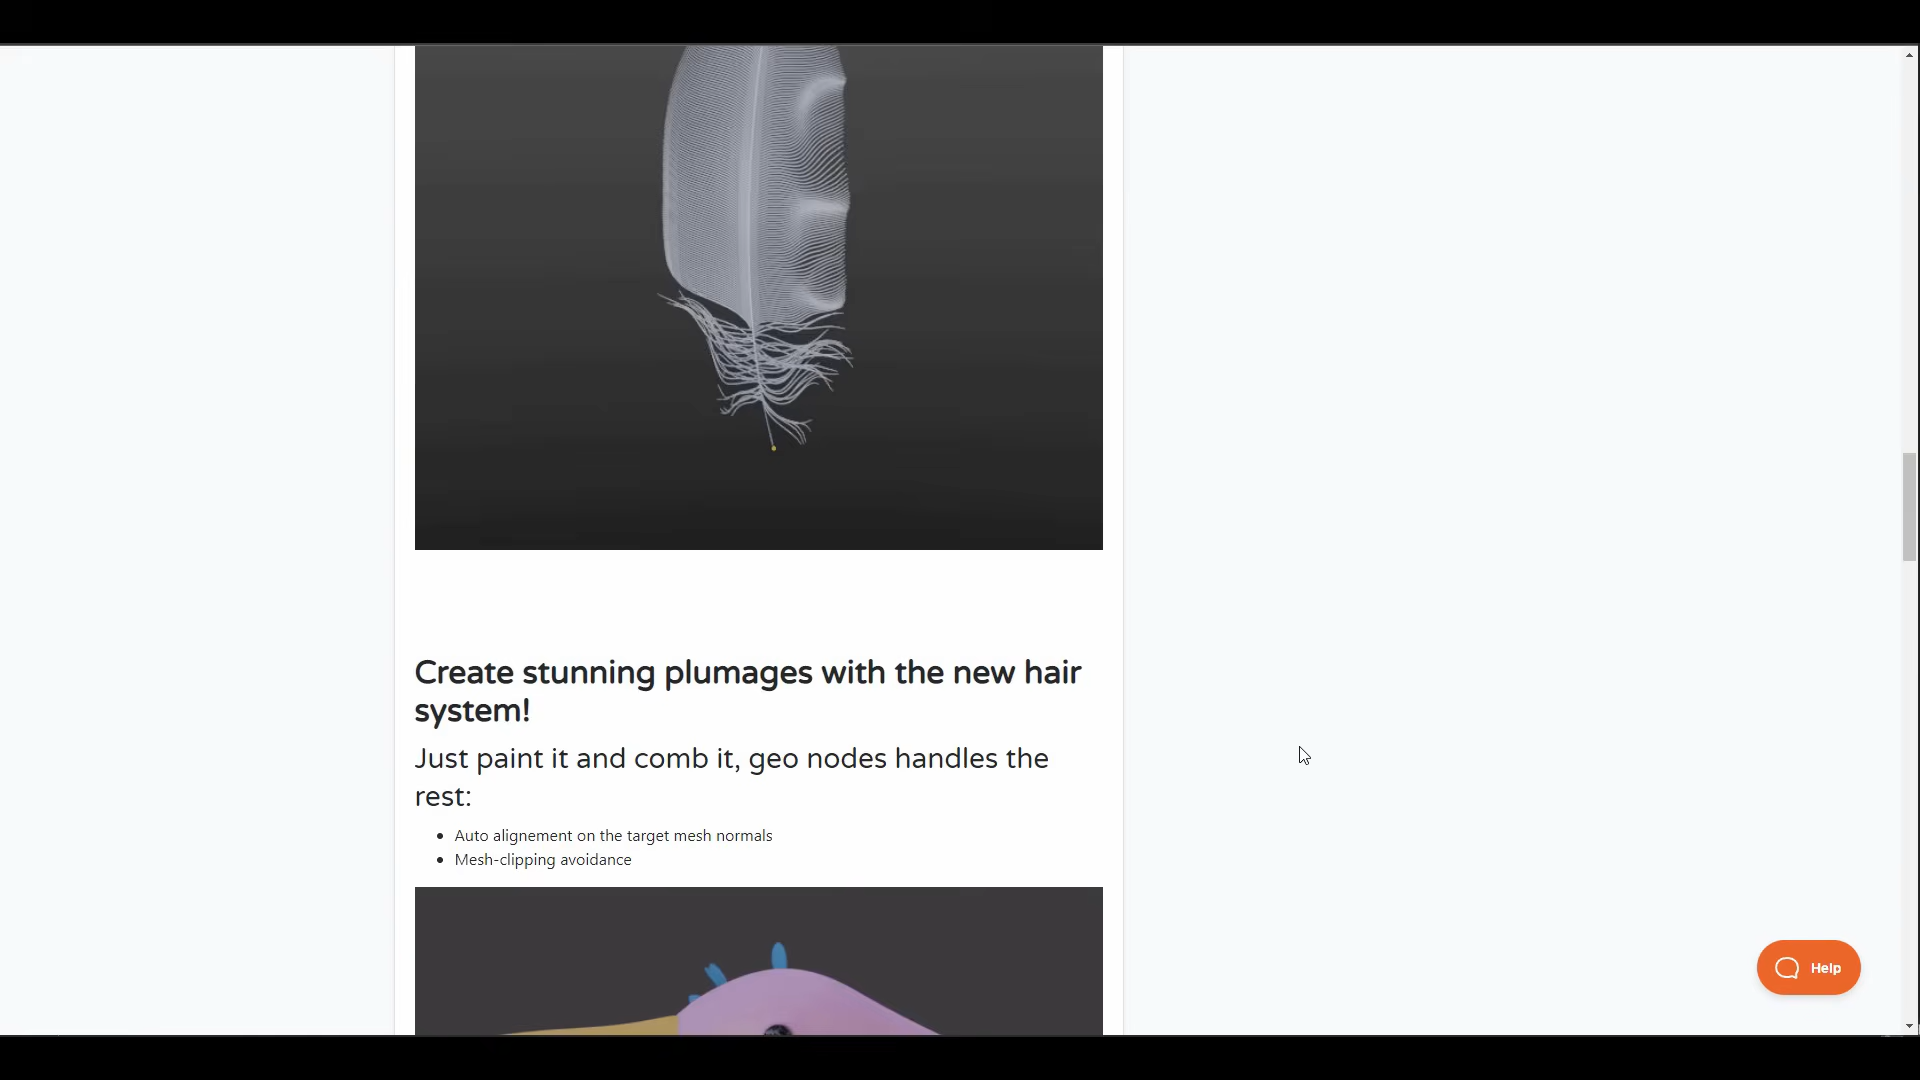 Create stunning plumages with the new hair
system!
Just paint it and comb it, geo nodes handles the
rest:
• Auto alignement on the target mesh normals
• Mesh-clipping avoidance
Help